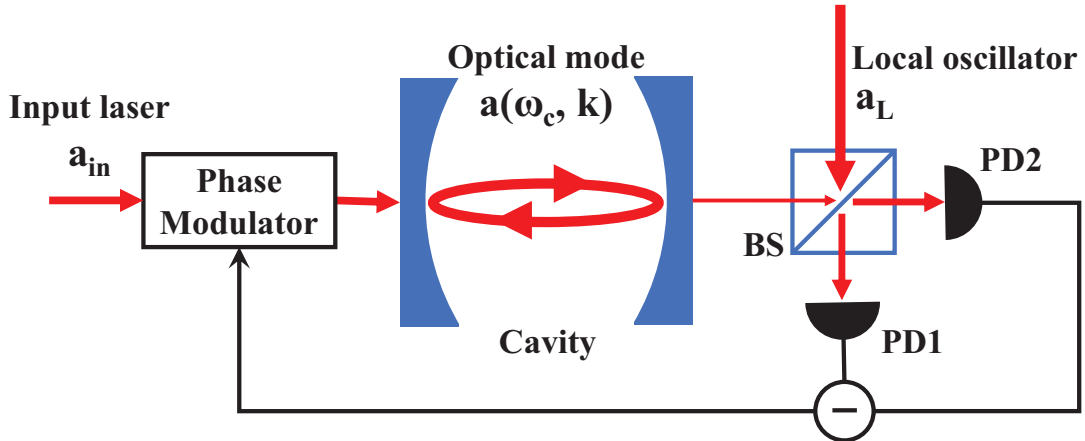 Input laser
a_in
Phase
Modulator
Optical mode
a(ω_c, k)
Cavity
Local oscillator
a_L
BS
PD2
PD1
−